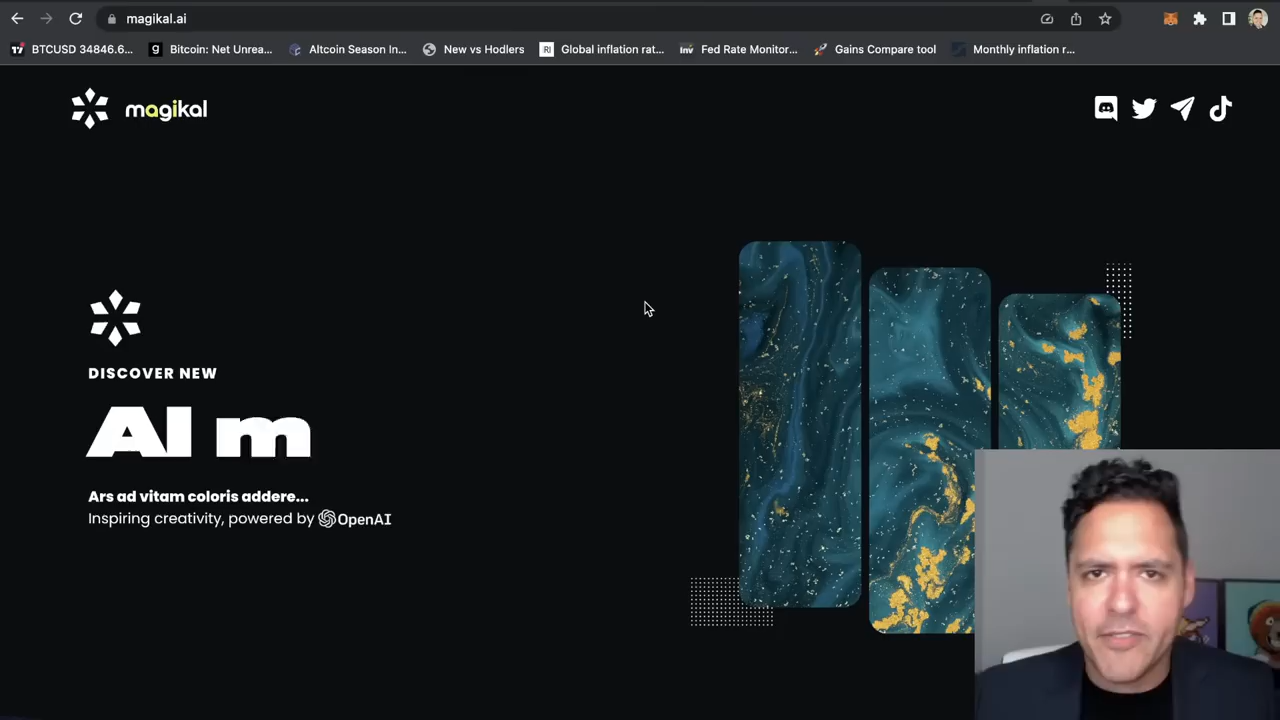 magikal.ai
BTCUSD 34846.6...
Bitcoin: Net Unrea...
Altcoin Season In...
New vs Hodlers
RI Global inflation rat...
Inv Fed Rate Monitor...
Gains Compare tool
Monthly inflation r...
magikal
DISCOVER NEW
AI m
Ars ad vitam coloris addere...
Inspiring creativity, powered by OpenAI